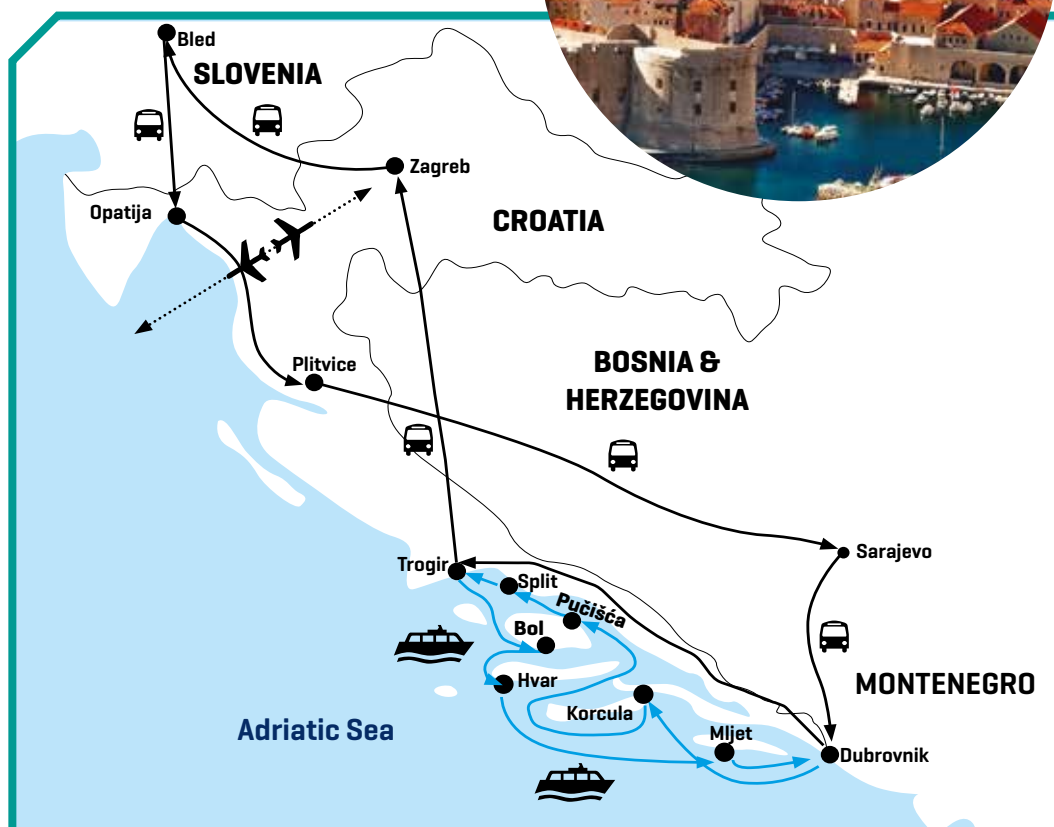 Bled
SLOVENIA
Zagreb
Opatija
CROATIA
Plitvice
BOSNIA &
HERZEGOVINA
Sarajevo
Trogir
Split
Pučišća
Bol
Hvar
MONTENEGRO
Korcula
Adriatic Sea
Mljet
Dubrovnik